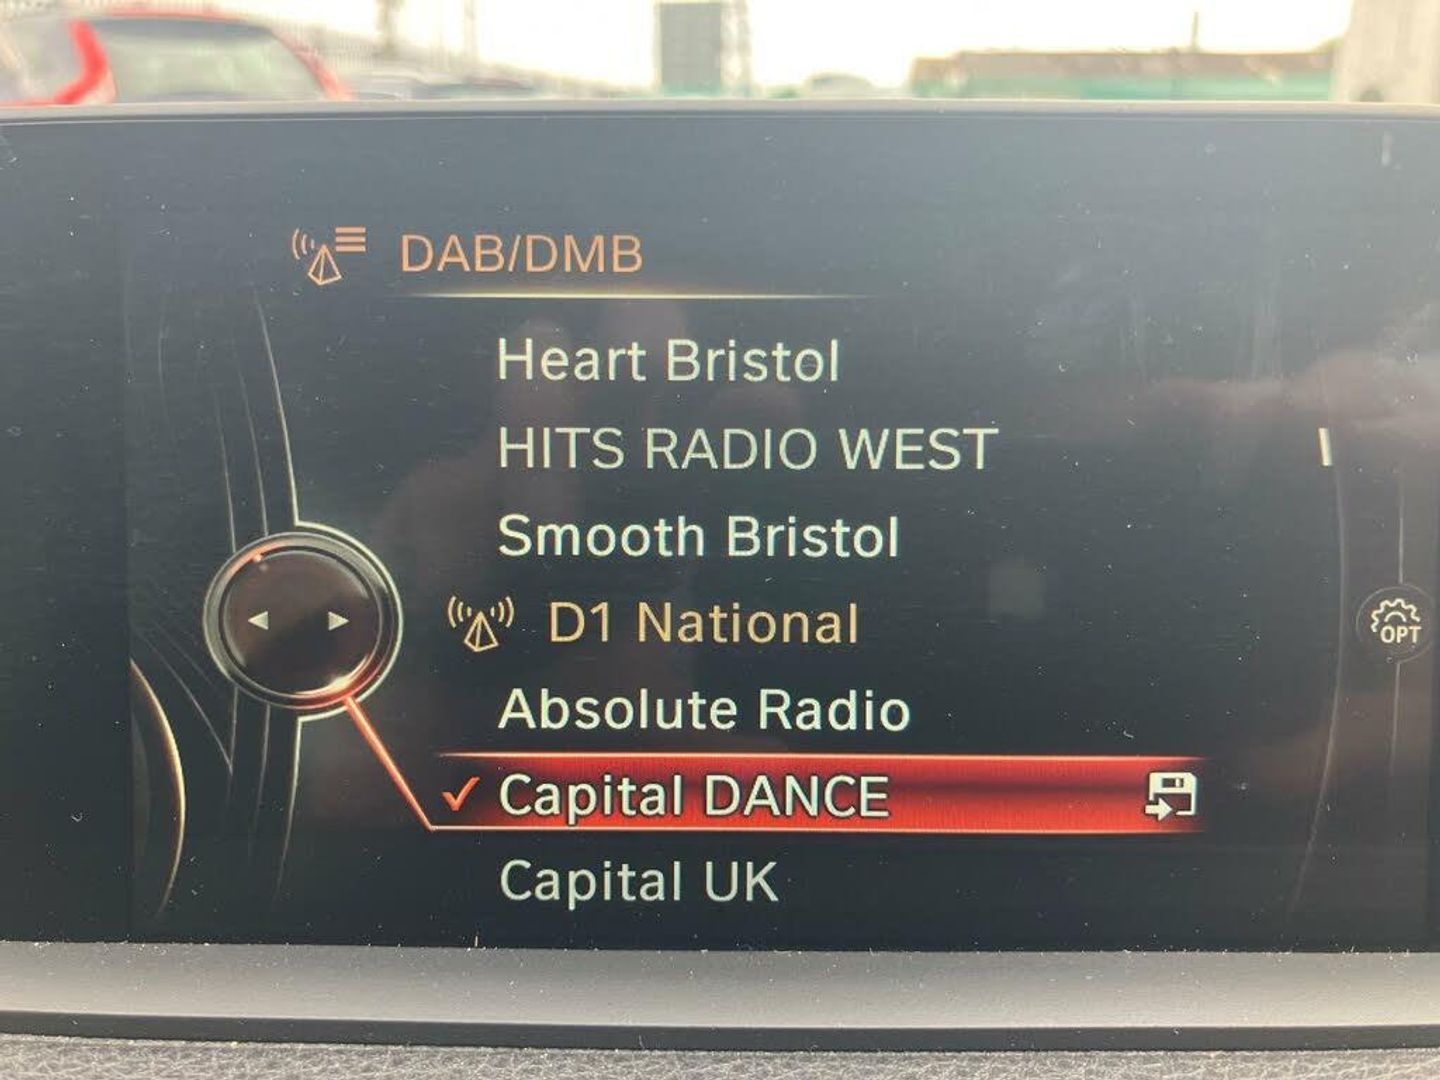 DAB/DMB
Heart Bristol
HITS RADIO WEST
Smooth Bristol
D1 National
Absolute Radio
Capital DANCE
Capital UK
OPT